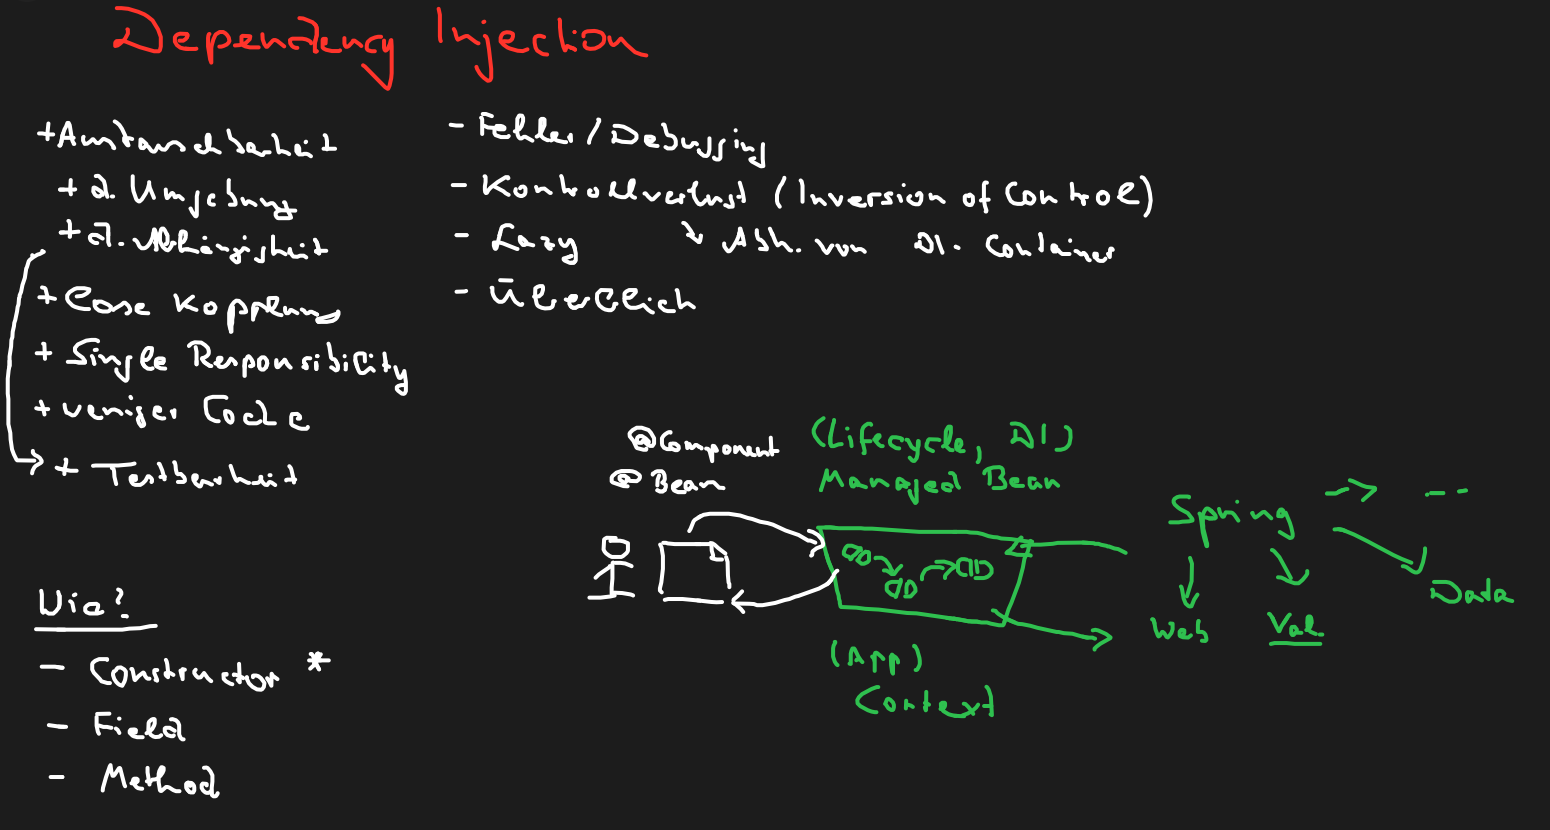 Dependency Injection
+ Austauschbarkeit
+ d. Umgebung
+ d. Abhängigkeit
+ Lose Kopplung
+ Single Responsibility
+ weniger Code
+ Testbarkeit
- Fehler / Debugging
- Kontrollverlust (Inversion of Control)
↘ Abh. von DI. Container
- Lazy
- Überblick
Wie?
- Constructor *
- Field
- Method
@Component
@Bean
(Lifecycle, DI)
Managed Bean
(App)
Context
Spring → ---
Web
Val.
Data